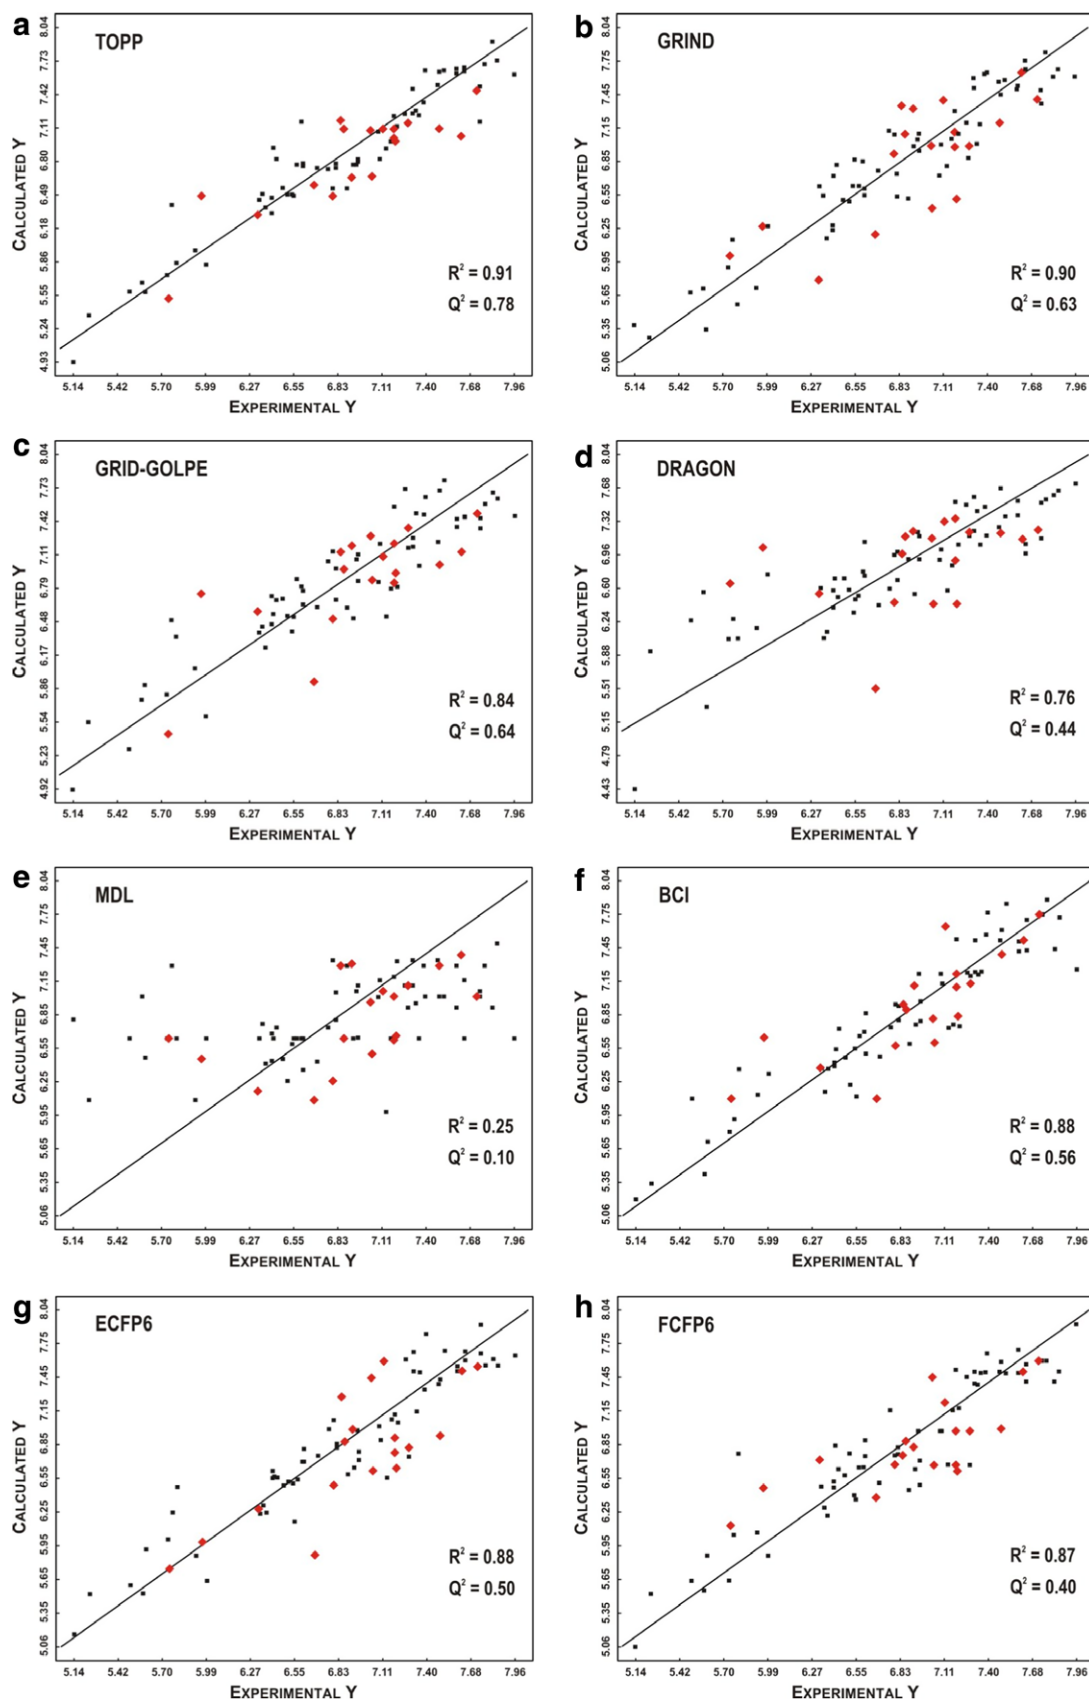 a
TOPP
CALCULATED Y
8.04
7.73
7.42
7.11
6.80
6.49
6.18
5.86
5.55
5.24
4.93
R² = 0.91
Q² = 0.78
5.14 5.42 5.70 5.99 6.27 6.55 6.83 7.11 7.40 7.68 7.96
EXPERIMENTAL Y
b
GRIND
CALCULATED Y
8.04
7.75
7.45
7.15
6.85
6.55
6.25
5.95
5.65
5.35
5.06
R² = 0.90
Q² = 0.63
5.14 5.42 5.70 5.99 6.27 6.55 6.83 7.11 7.40 7.68 7.96
EXPERIMENTAL Y
c
GRID-GOLPE
CALCULATED Y
8.04
7.73
7.42
7.11
6.79
6.48
6.17
5.86
5.54
5.23
4.92
R² = 0.84
Q² = 0.64
5.14 5.42 5.70 5.99 6.27 6.55 6.83 7.11 7.40 7.68 7.96
EXPERIMENTAL Y
d
DRAGON
CALCULATED Y
8.04
7.68
7.32
6.96
6.60
6.24
5.88
5.51
5.15
4.79
4.43
R² = 0.76
Q² = 0.44
5.14 5.42 5.70 5.99 6.27 6.55 6.83 7.11 7.40 7.68 7.96
EXPERIMENTAL Y
e
MDL
CALCULATED Y
8.04
7.75
7.45
7.15
6.85
6.55
6.25
5.95
5.65
5.35
5.06
R² = 0.25
Q² = 0.10
5.14 5.42 5.70 5.99 6.27 6.55 6.83 7.11 7.40 7.68 7.96
EXPERIMENTAL Y
f
BCI
CALCULATED Y
8.04
7.75
7.45
7.15
6.85
6.55
6.25
5.95
5.65
5.35
5.06
R² = 0.88
Q² = 0.56
5.14 5.42 5.70 5.99 6.27 6.55 6.83 7.11 7.40 7.68 7.96
EXPERIMENTAL Y
g
ECFP6
CALCULATED Y
8.04
7.75
7.45
7.15
6.85
6.55
6.25
5.95
5.65
5.35
5.06
R² = 0.88
Q² = 0.50
5.14 5.42 5.70 5.99 6.27 6.55 6.83 7.11 7.40 7.68 7.96
EXPERIMENTAL Y
h
FCFP6
CALCULATED Y
8.04
7.75
7.45
7.15
6.85
6.55
6.25
5.95
5.65
5.35
5.06
R² = 0.87
Q² = 0.40
5.14 5.42 5.70 5.99 6.27 6.55 6.83 7.11 7.40 7.68 7.96
EXPERIMENTAL Y